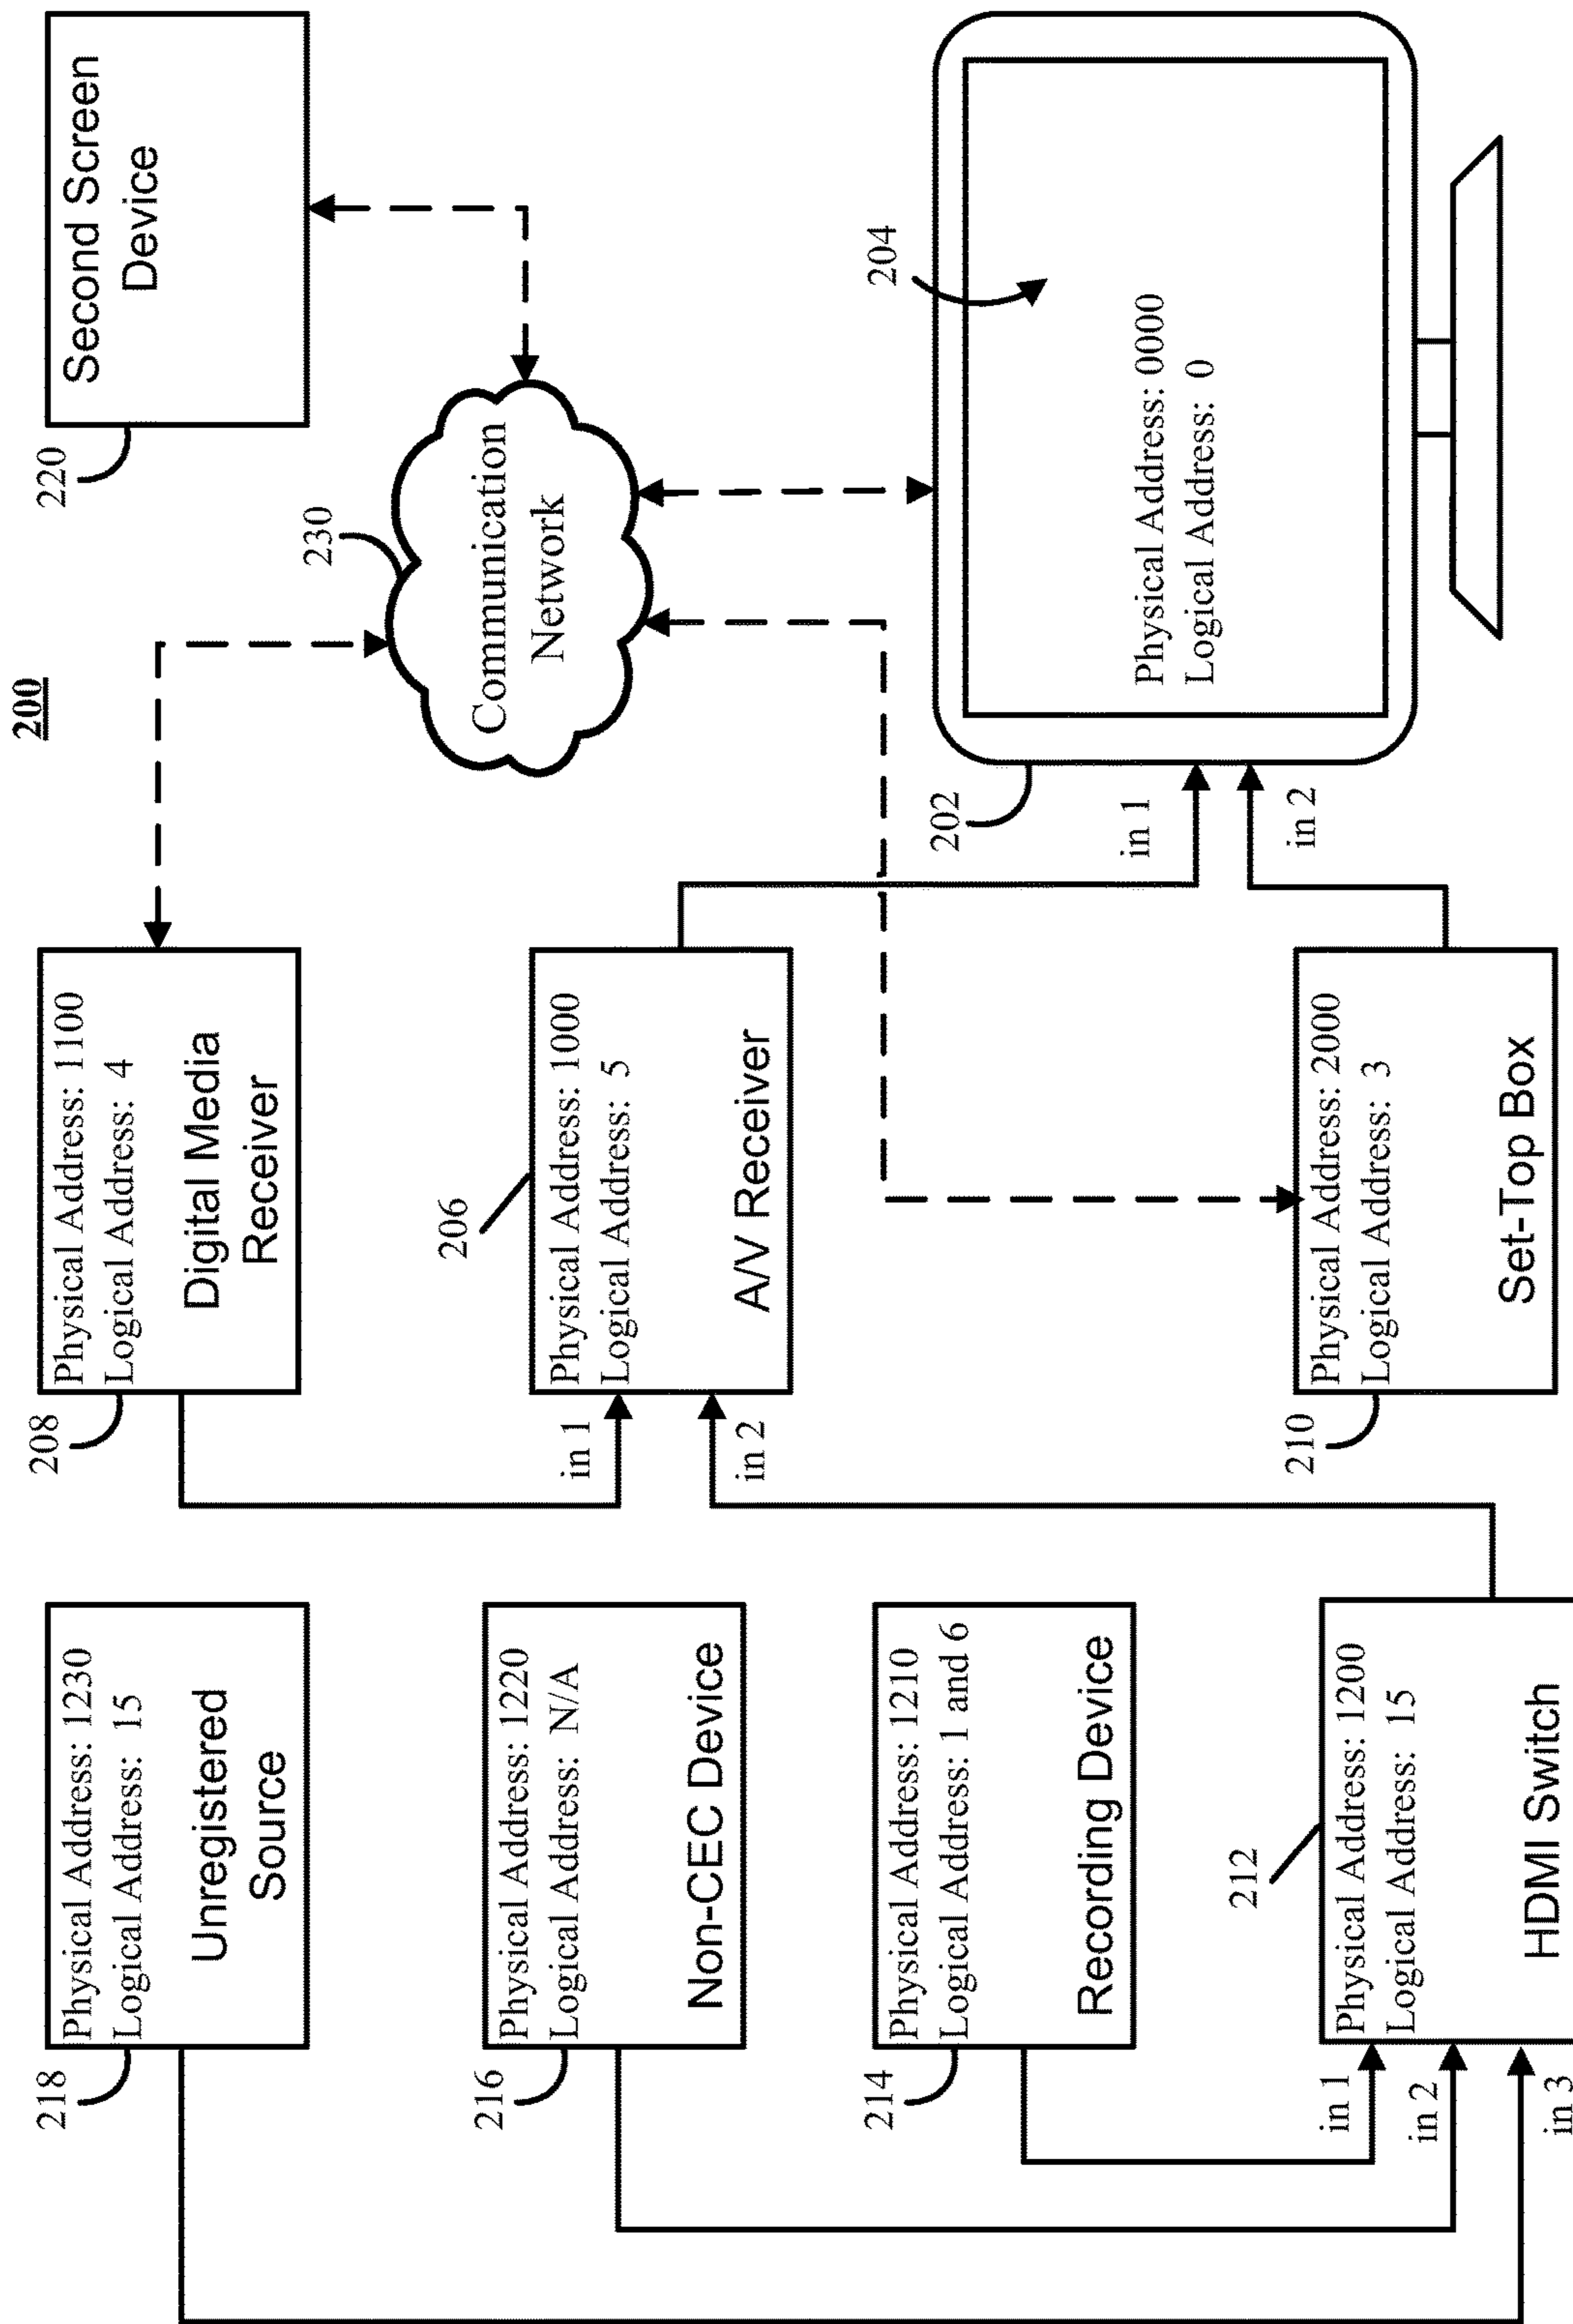 200
218
Physical Address: 1230
Logical Address: 15
Unregistered
Source
216
Physical Address: 1220
Logical Address: N/A
Non-CEC Device
214
Physical Address: 1210
Logical Address: 1 and 6
Recording Device
212
Physical Address: 1200
Logical Address: 15
HDMI Switch
in 1
in 2
in 3
208
Physical Address: 1100
Logical Address: 4
Digital Media
Receiver
in 1
in 2
206
Physical Address: 1000
Logical Address: 5
A/V Receiver
210
Physical Address: 2000
Logical Address: 3
Set-Top Box
220
Second Screen
Device
230
Communication
Network
202
in 1
in 2
204
Physical Address: 0000
Logical Address: 0